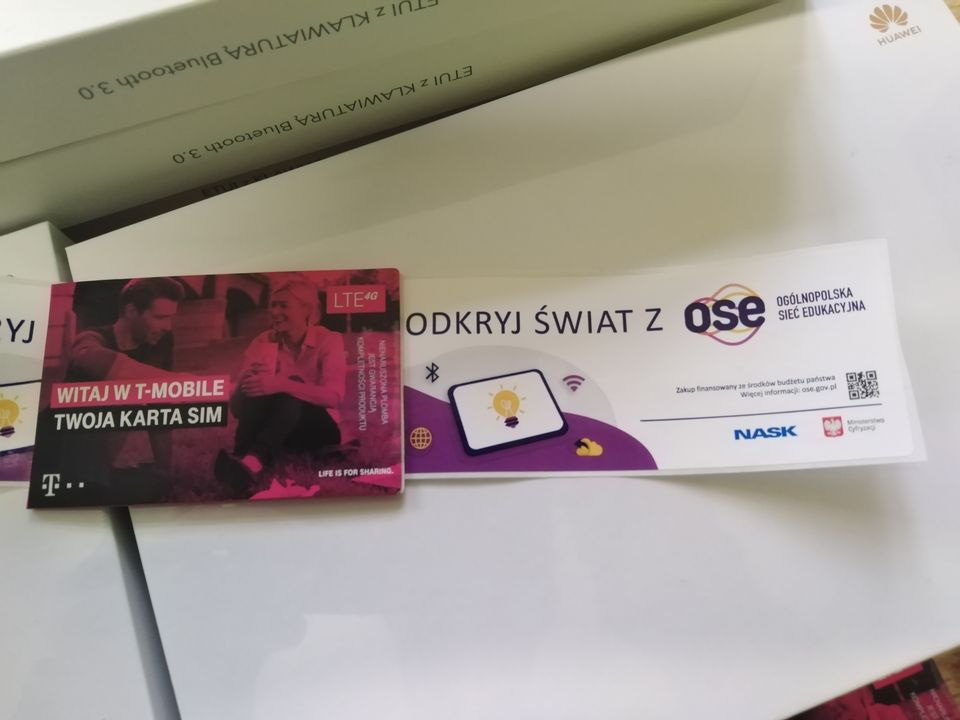 ETUI z KLAWIATURĄ Bluetooth 3.0
ETUI z KLAWIATURĄ Bluetooth 3.0
HUAWEI
RYJ
LTE4G
NIENARUSZONA PLOMBA
JEST GWARANCJĄ
KOMPLETNOŚCI PRODUKTU
WITAJ W T-MOBILE
TWOJA KARTA SIM
T
LIFE IS FOR SHARING.
ODKRYJ ŚWIAT Z
ose
OGÓLNOPOLSKA
SIEĆ EDUKACYJNA
Zakup finansowany ze środków budżetu państwa
Więcej informacji: ose.gov.pl
NASK
Ministerstwo
Cyfryzacji